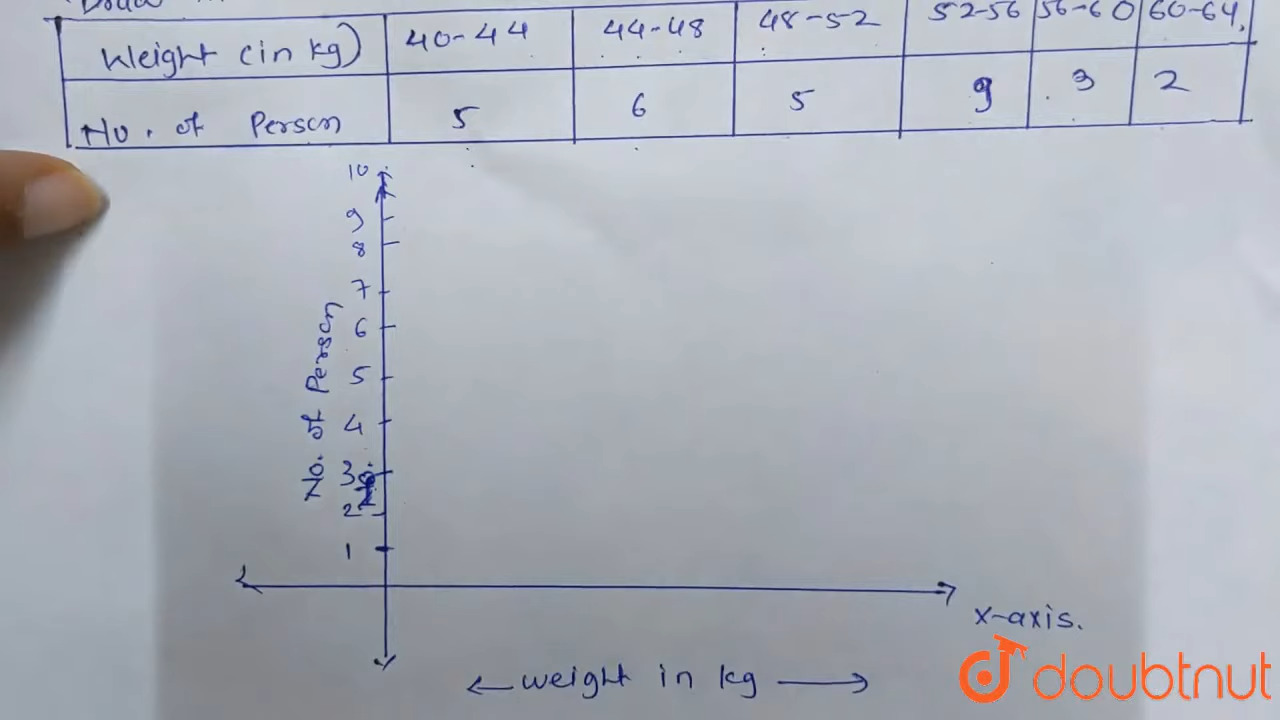 Weight (in kg) 40-44 44-48 48-52 52-56 56-60 60-64
No. of Person 5 6 5 9 3 2
10
9
8
7
6
5
4
3
2
1
No. of Person
No.
x-axis.
weight in kg
doubtnut